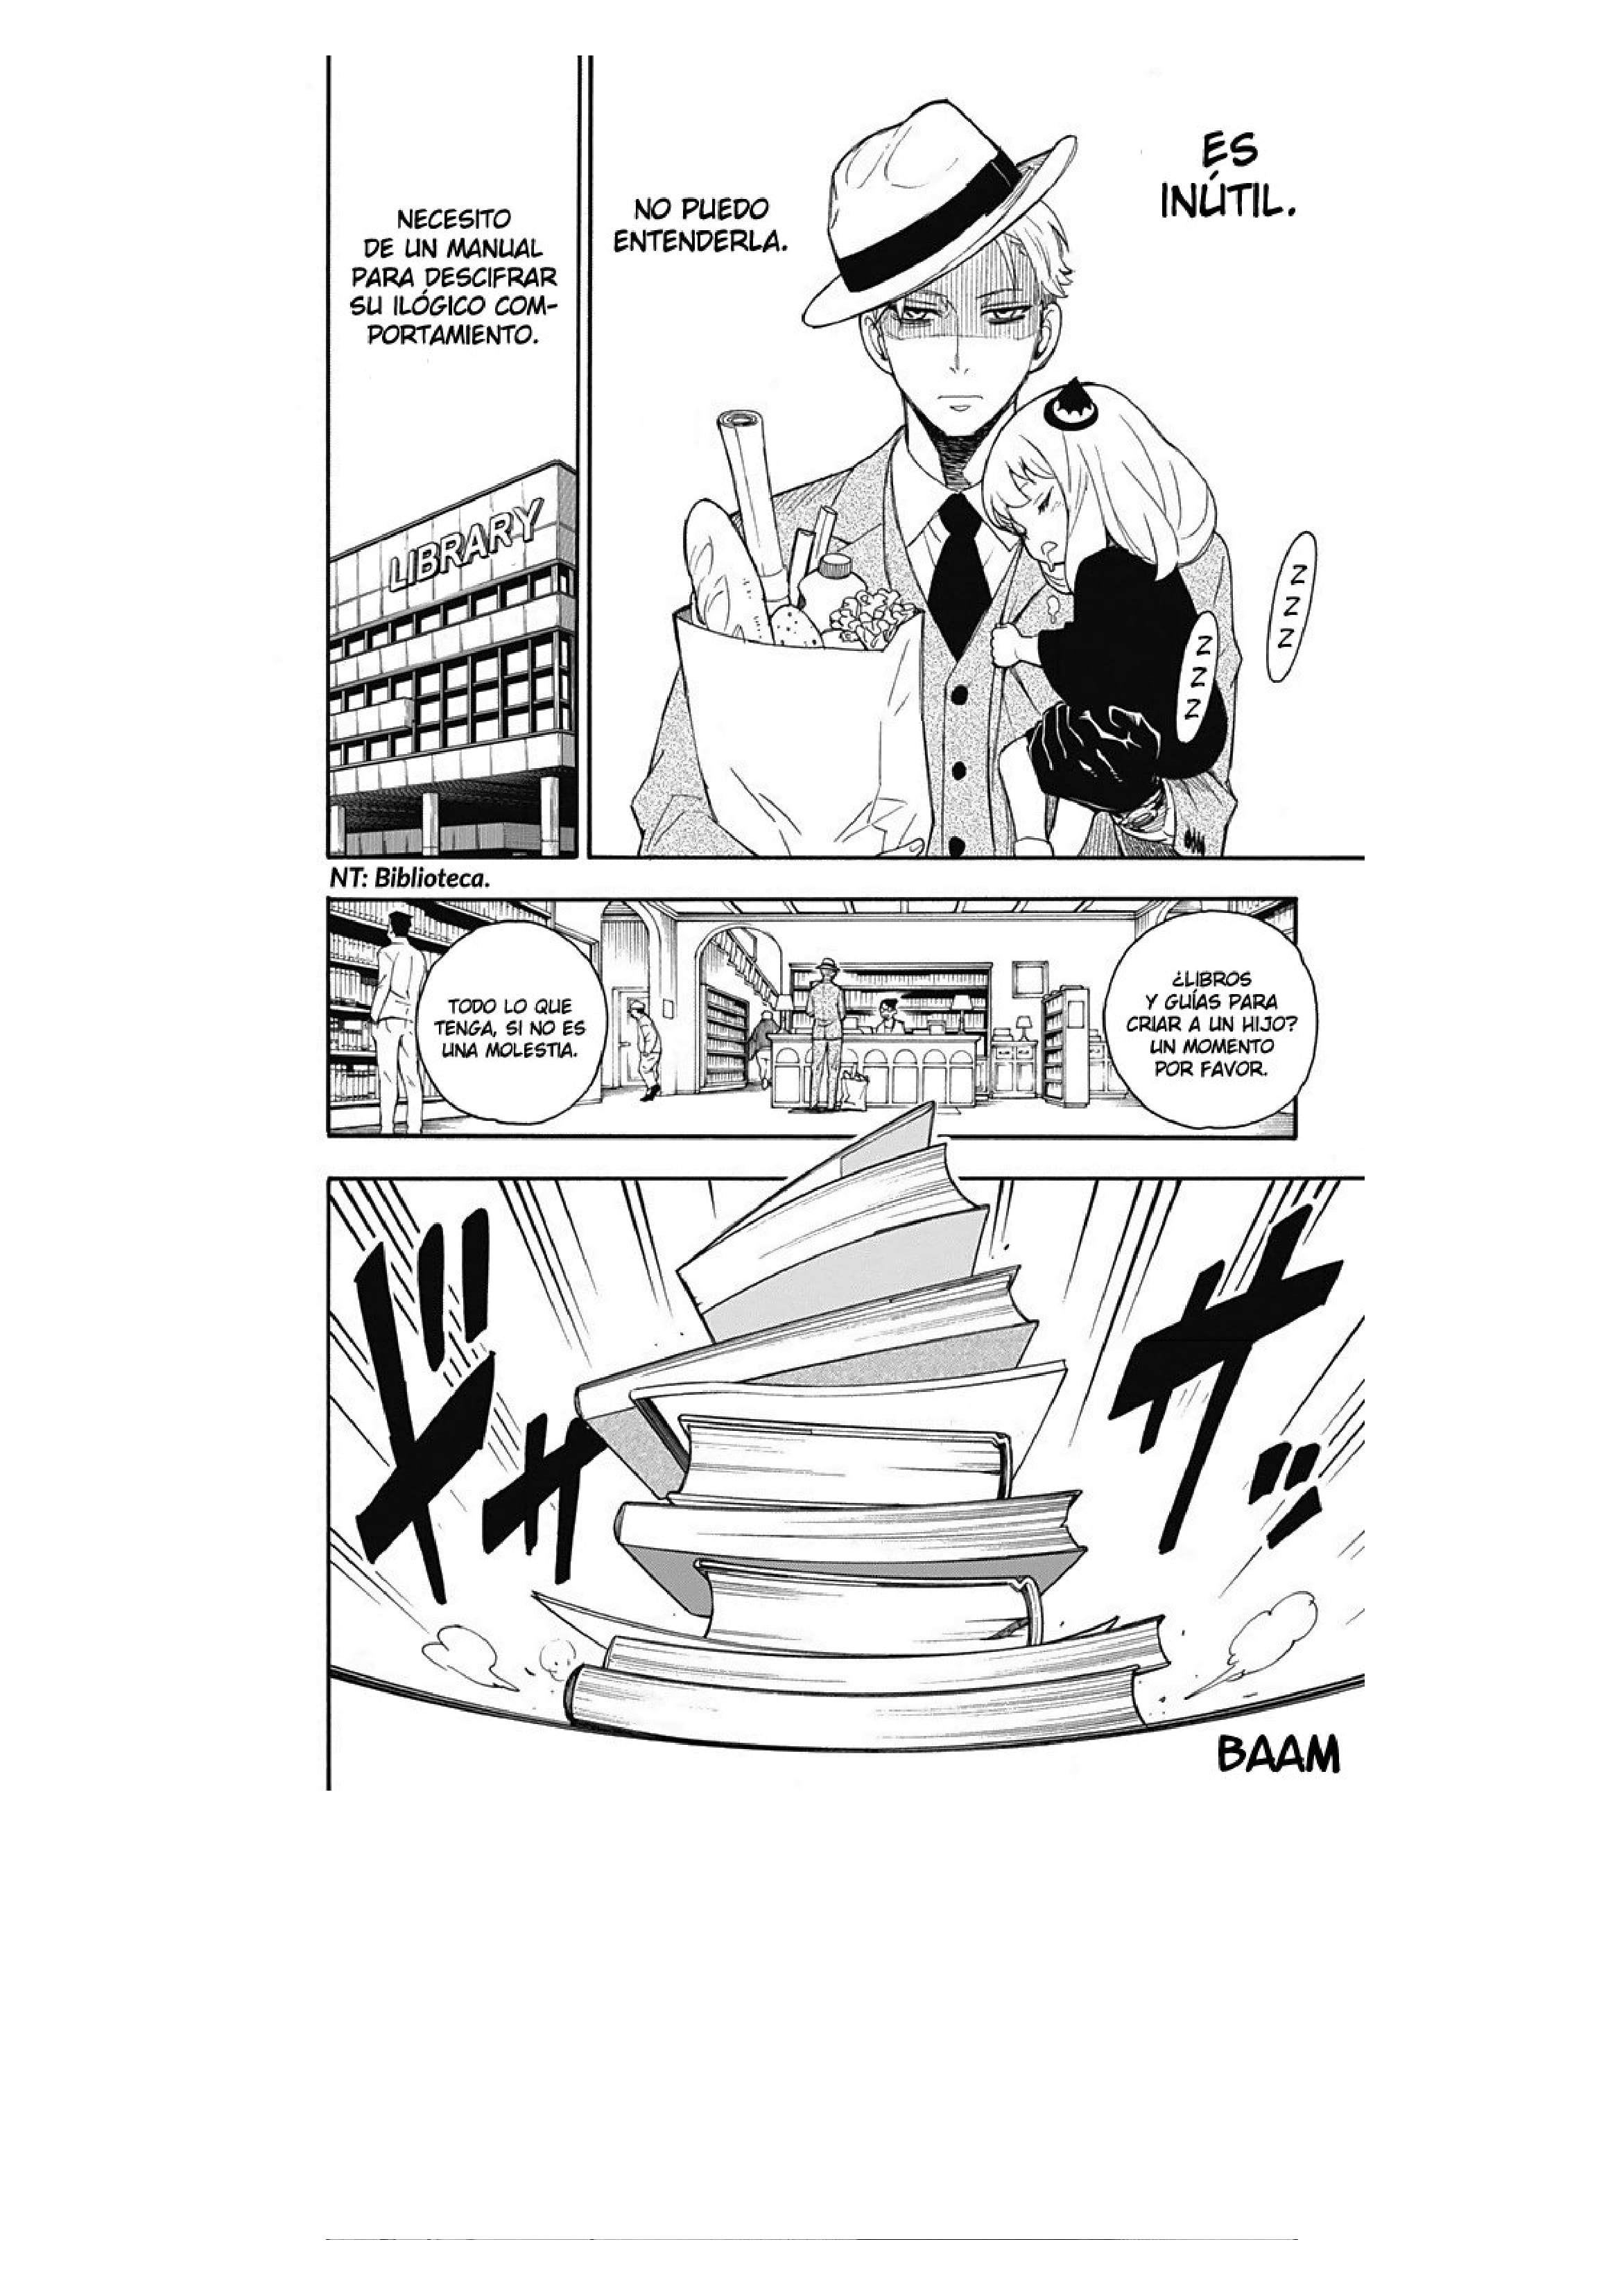 ES
INÚTIL.
NO PUEDO
ENTENDERLA.
Z
Z
Z
Z
Z
Z
NECESITO
DE UN MANUAL
PARA DESCIFRAR
SU ILÓGICO COM-
PORTAMIENTO.
LIBRARY
NT: Biblioteca.
¿LIBROS
Y GUÍAS PARA
CRIAR A UN HIJO?
UN MOMENTO
POR FAVOR.
TODO LO QUE
TENGA, SI NO ES
UNA MOLESTIA.
ドサッ
BAAM